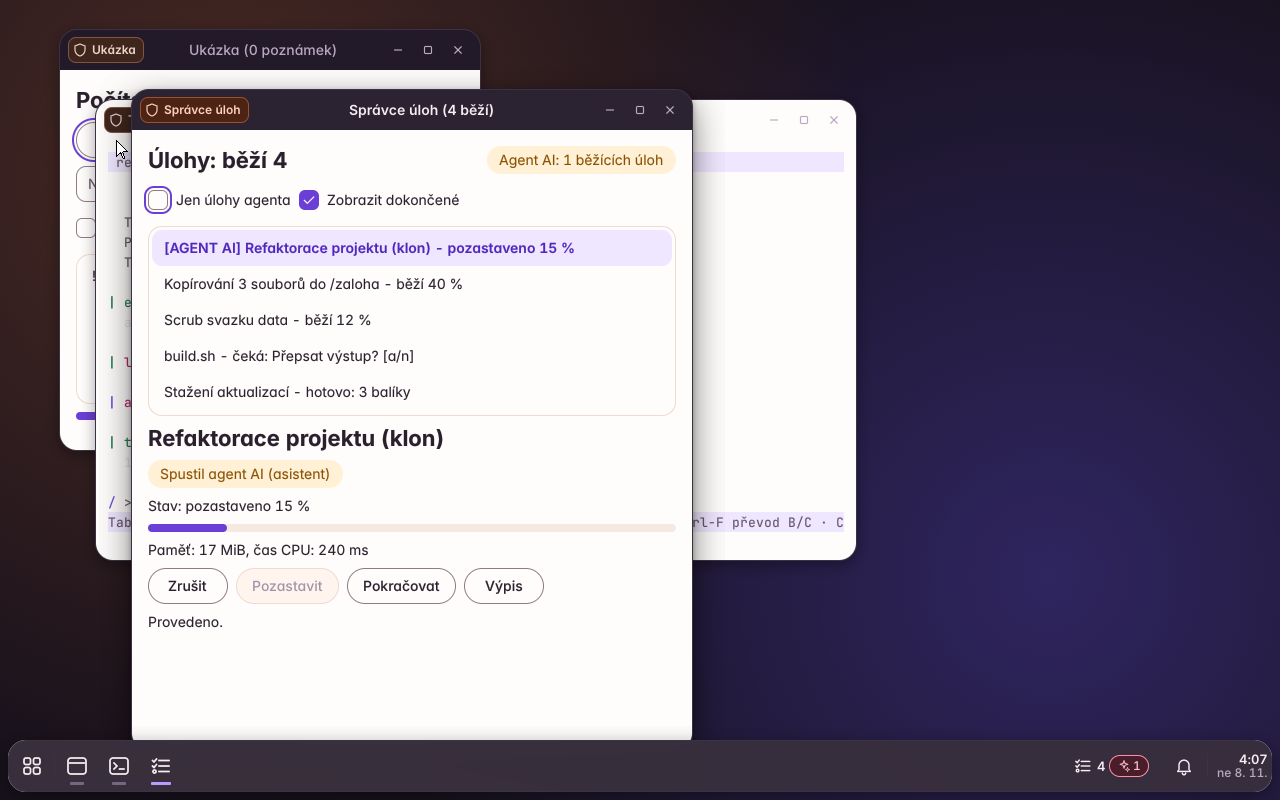 Ukázka
Ukázka (0 poznámek)
Správce úloh
Správce úloh (4 běží)
Úlohy: běží 4
Agent AI: 1 běžících úloh
Jen úlohy agenta
Zobrazit dokončené
[AGENT AI] Refaktorace projektu (klon) - pozastaveno 15 %
Kopírování 3 souborů do /zaloha - běží 40 %
Scrub svazku data - běží 12 %
build.sh - čeká: Přepsat výstup? [a/n]
Stažení aktualizací - hotovo: 3 balíky
Refaktorace projektu (klon)
Spustil agent AI (asistent)
Stav: pozastaveno 15 %
/ >
Tab
rl-F převod B/C · C
Paměť: 17 MiB, čas CPU: 240 ms
Zrušit
Pozastavit
Pokračovat
Výpis
Provedeno.
4
1
4:07
ne 8. 11.